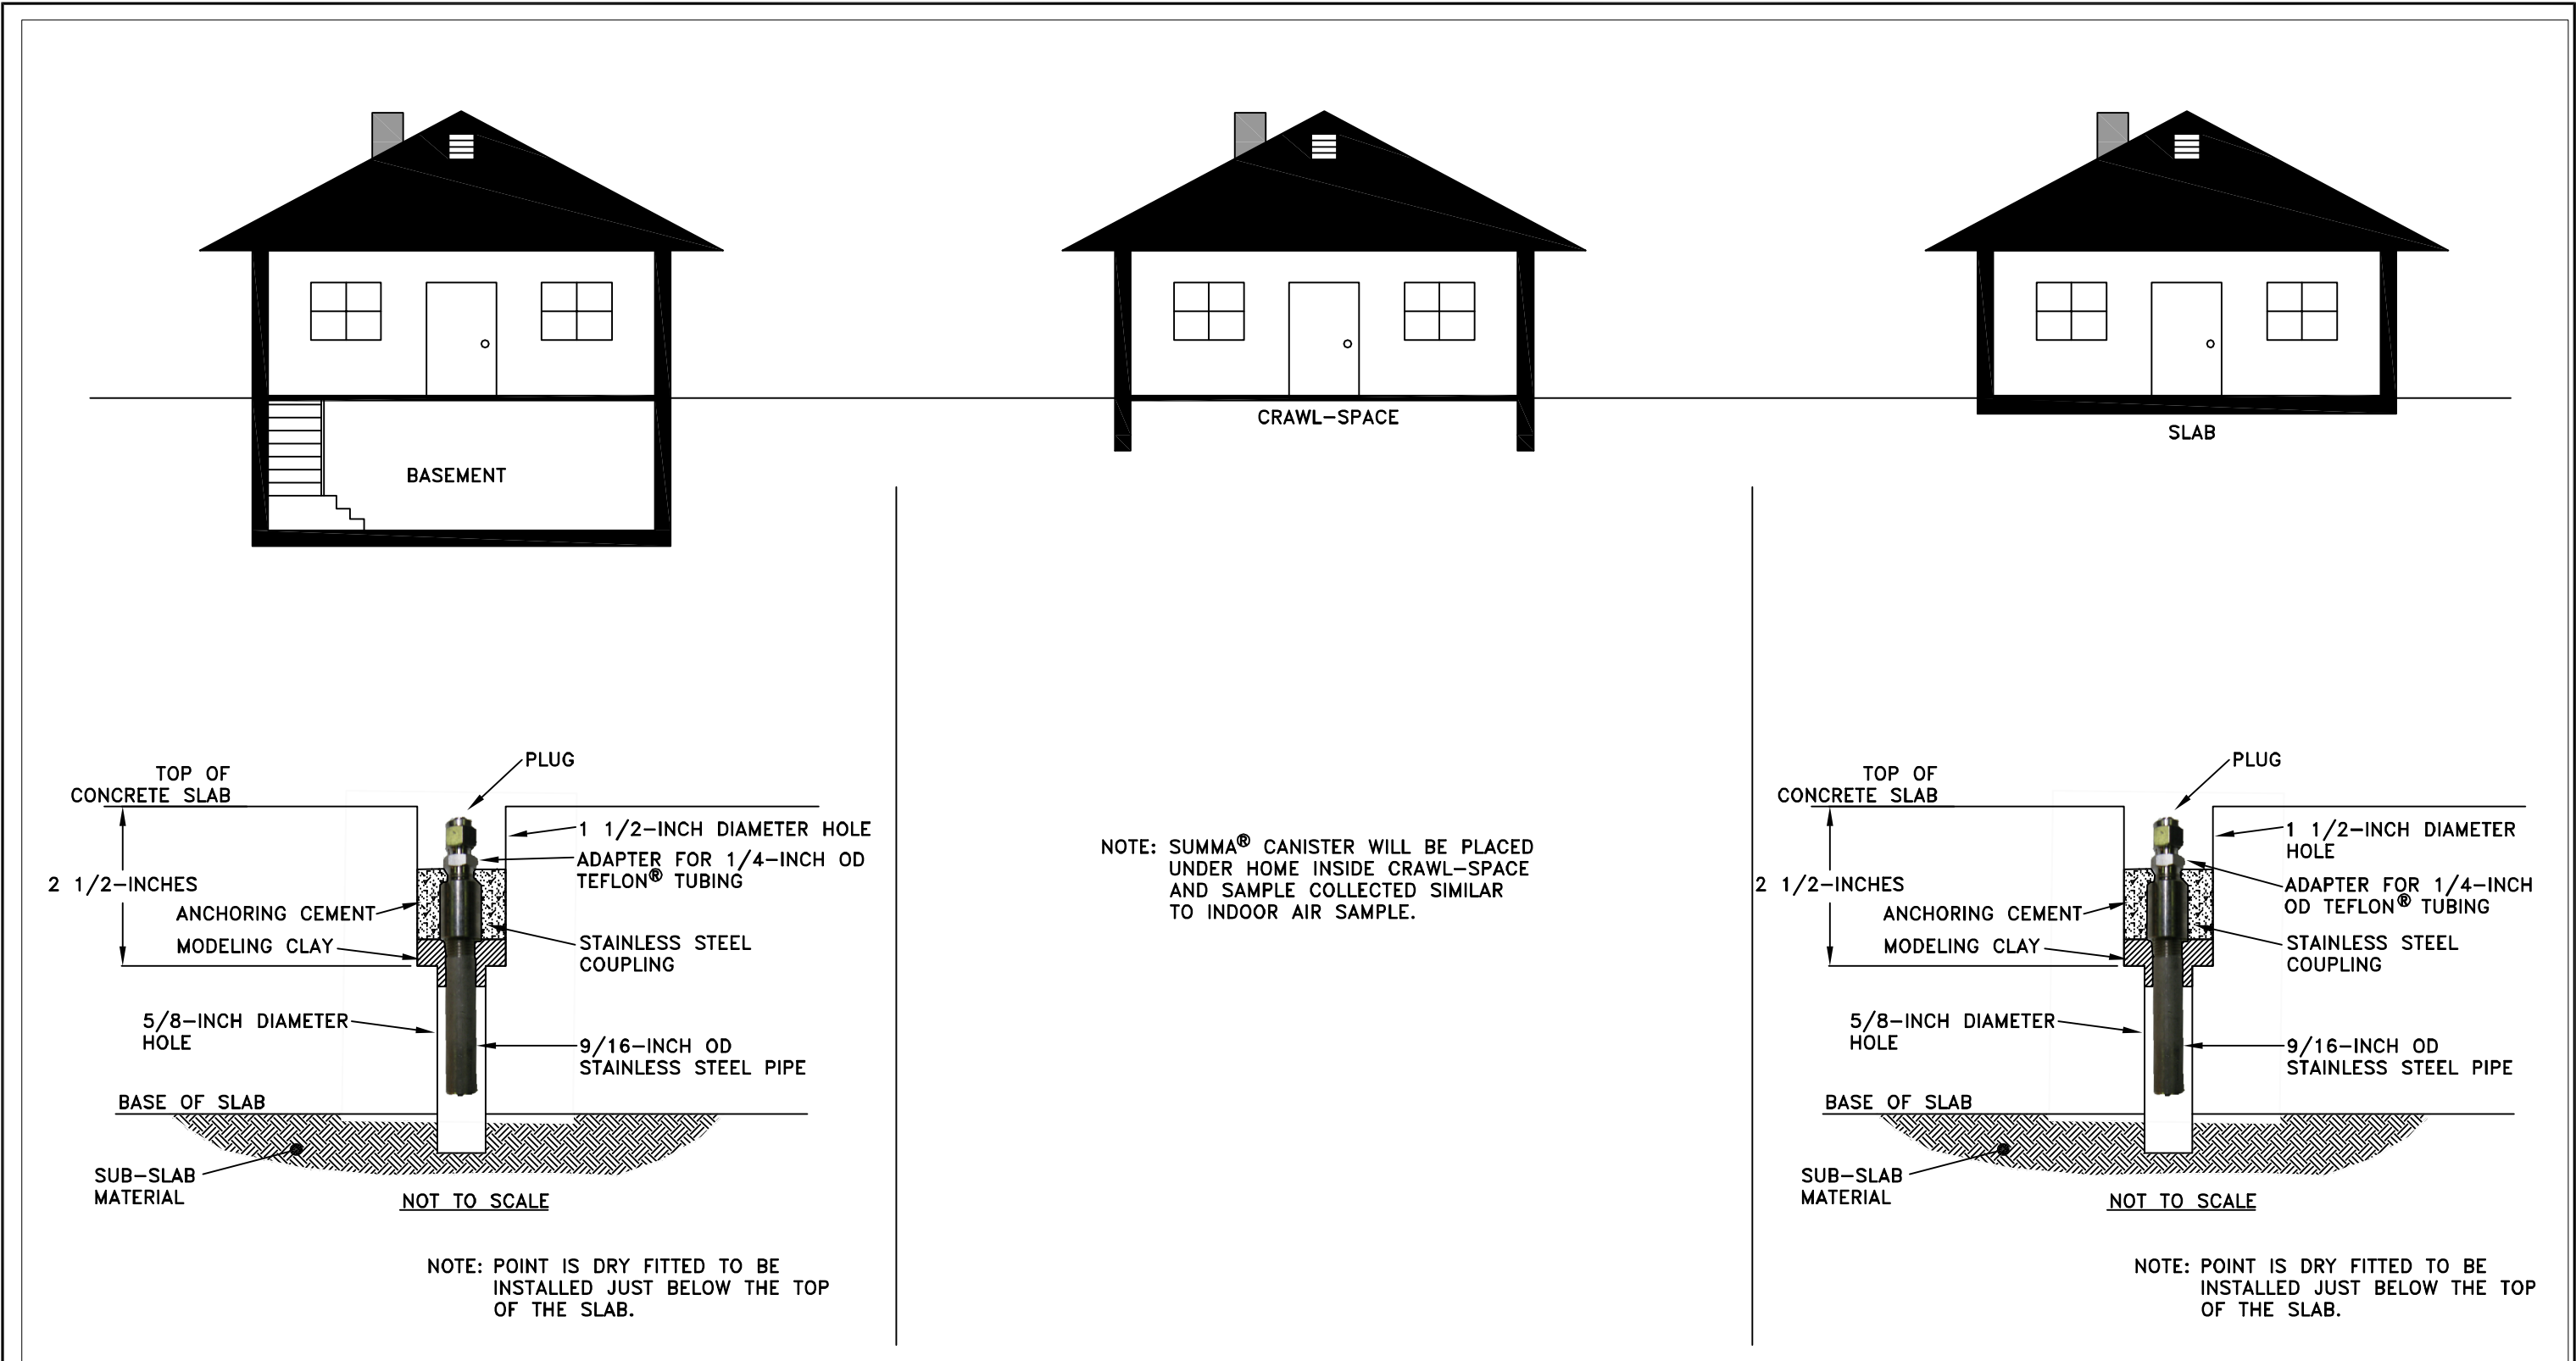 BASEMENT
CRAWL-SPACE
SLAB
PLUG
TOP OF
CONCRETE SLAB
1 1/2-INCH DIAMETER HOLE
ADAPTER FOR 1/4-INCH OD
TEFLON® TUBING
2 1/2-INCHES
ANCHORING CEMENT
MODELING CLAY
STAINLESS STEEL
COUPLING
5/8-INCH DIAMETER
HOLE
9/16-INCH OD
STAINLESS STEEL PIPE
BASE OF SLAB
SUB-SLAB
MATERIAL
NOT TO SCALE
NOTE: POINT IS DRY FITTED TO BE
INSTALLED JUST BELOW THE TOP
OF THE SLAB.
NOTE: SUMMA® CANISTER WILL BE PLACED
UNDER HOME INSIDE CRAWL-SPACE
AND SAMPLE COLLECTED SIMILAR
TO INDOOR AIR SAMPLE.
PLUG
TOP OF
CONCRETE SLAB
1 1/2-INCH DIAMETER
HOLE
2 1/2-INCHES
ADAPTER FOR 1/4-INCH
OD TEFLON® TUBING
ANCHORING CEMENT
MODELING CLAY
STAINLESS STEEL
COUPLING
5/8-INCH DIAMETER
HOLE
9/16-INCH OD
STAINLESS STEEL PIPE
BASE OF SLAB
SUB-SLAB
MATERIAL
NOT TO SCALE
NOTE: POINT IS DRY FITTED TO BE
INSTALLED JUST BELOW THE TOP
OF THE SLAB.